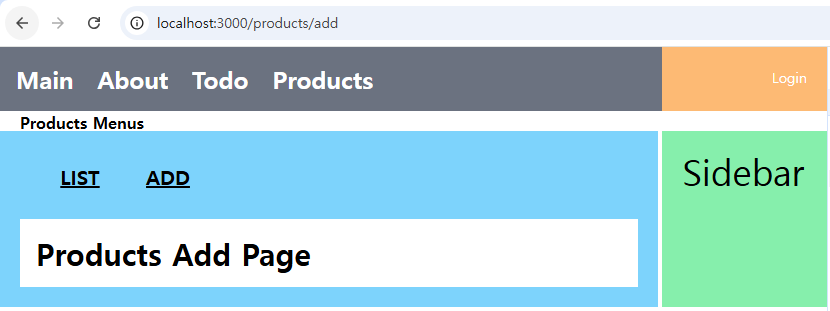 localhost:3000/products/add
Main About Todo Products Login
Products Menus
LIST ADD
Sidebar
Products Add Page